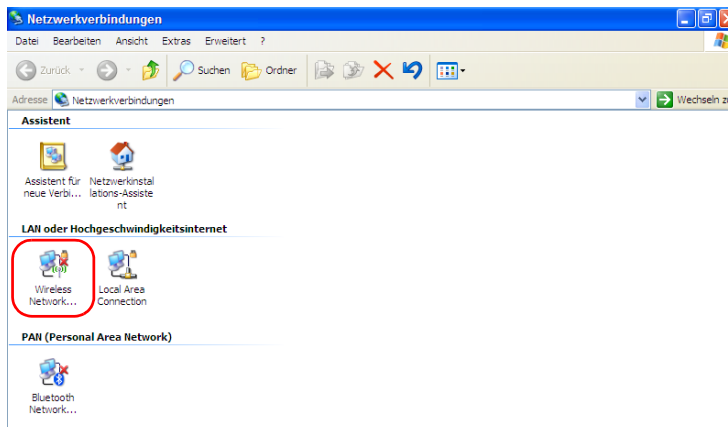 Netzwerkverbindungen
Datei Bearbeiten Ansicht Extras Erweitert ?
Zurück Suchen Ordner
Adresse Netzwerkverbindungen Wechseln zu
Assistent
Assistent für
neue Verbi...
Netzwerkinstal
lations-Assiste
nt
LAN oder Hochgeschwindigkeitsinternet
Wireless
Network...
Local Area
Connection
PAN (Personal Area Network)
Bluetooth
Network...